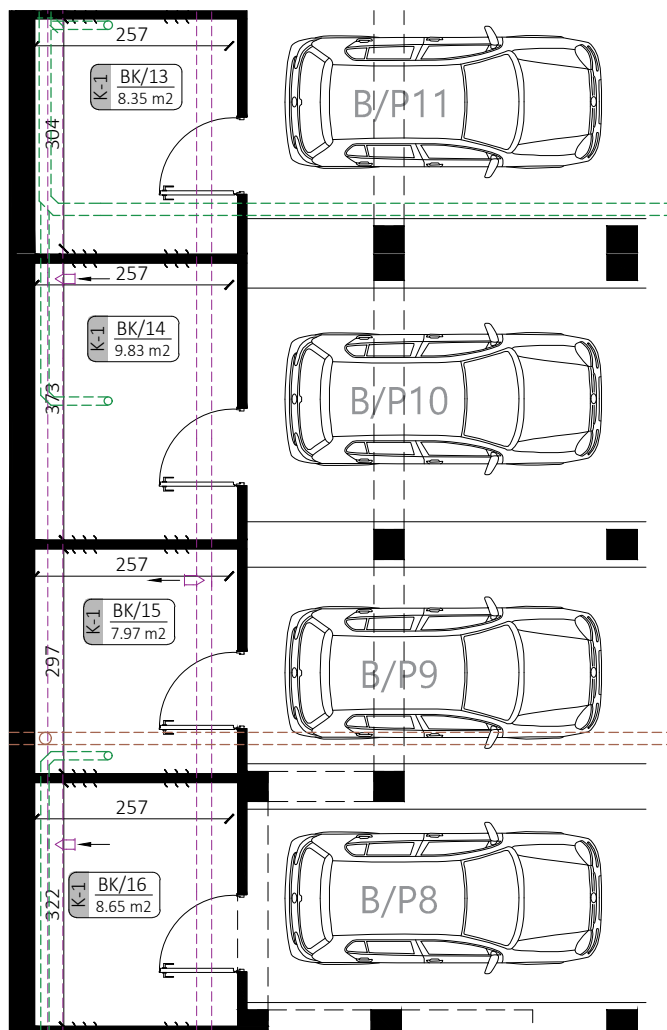 257
K-1 BK/13
8.35 m2
304
B/P11
257
K-1 BK/14
9.83 m2
373
B/P10
257
K-1 BK/15
7.97 m2
297
B/P9
257
K-1 BK/16
8.65 m2
322
B/P8